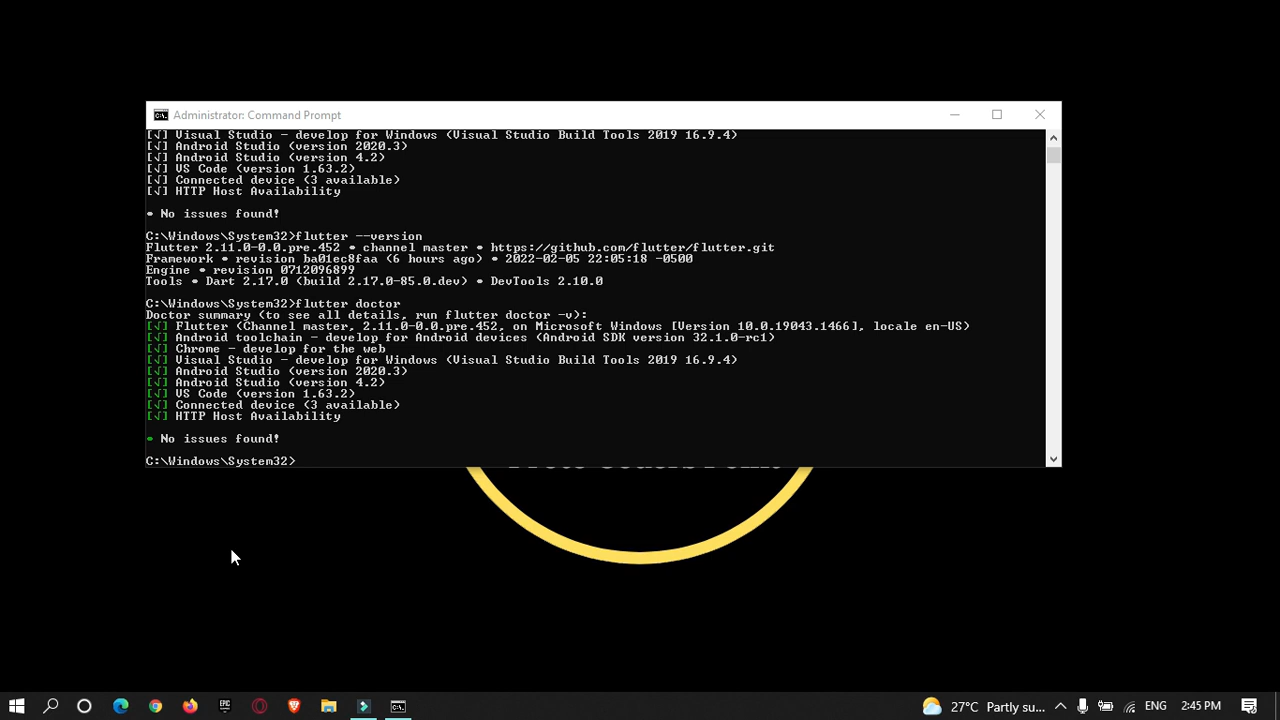 Administrator: Command Prompt
[√] Visual Studio - develop for Windows (Visual Studio Build Tools 2019 16.9.4)
[√] Android Studio (version 2020.3)
[√] Android Studio (version 4.2)
[√] VS Code (version 1.63.2)
[√] Connected device (3 available)
[√] HTTP Host Availability
• No issues found!
C:\Windows\System32>flutter --version
Flutter 2.11.0-0.0.pre.452 • channel master • https://github.com/flutter/flutter.git
Framework • revision ba01ec8faa (6 hours ago) • 2022-02-05 22:05:18 -0500
Engine • revision 0712096899
Tools • Dart 2.17.0 (build 2.17.0-85.0.dev) • DevTools 2.10.0
C:\Windows\System32>flutter doctor
Doctor summary (to see all details, run flutter doctor -v):
[√] Flutter (Channel master, 2.11.0-0.0.pre.452, on Microsoft Windows [Version 10.0.19043.1466], locale en-US)
[√] Android toolchain - develop for Android devices (Android SDK version 32.1.0-rc1)
[√] Chrome - develop for the web
[√] Visual Studio - develop for Windows (Visual Studio Build Tools 2019 16.9.4)
[√] Android Studio (version 2020.3)
[√] Android Studio (version 4.2)
[√] VS Code (version 1.63.2)
[√] Connected device (3 available)
[√] HTTP Host Availability
• No issues found!
C:\Windows\System32>
EPIC
27°C Partly su... ENG 2:45 PM